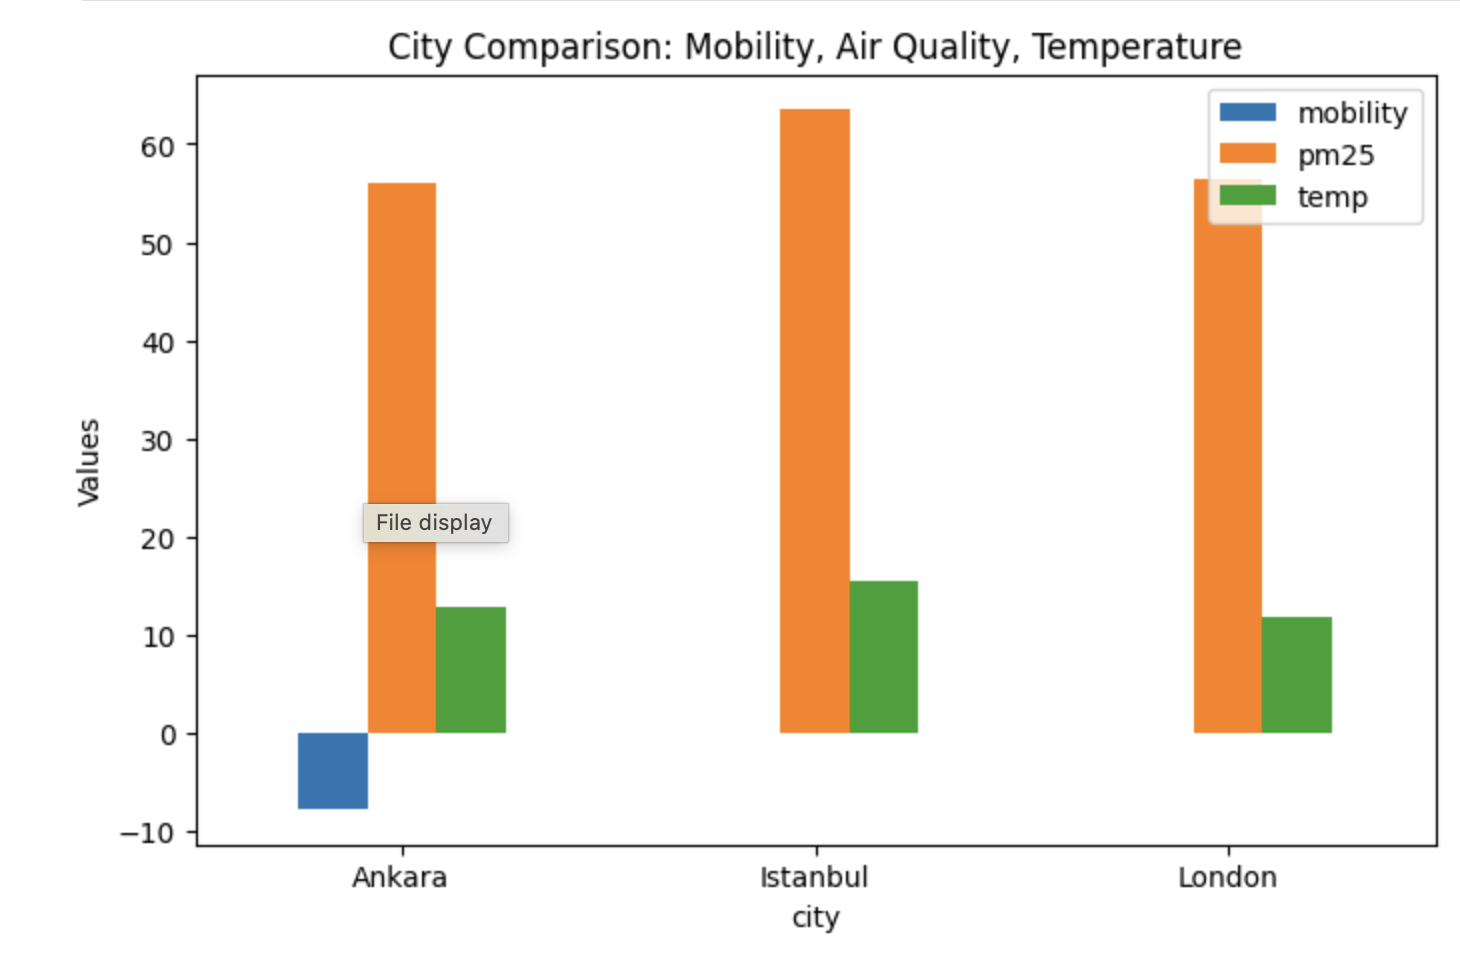 City Comparison: Mobility, Air Quality, Temperature
mobility
pm25
temp
60
50
40
30
20
10
0
−10
Values
File display
Ankara Istanbul London
city